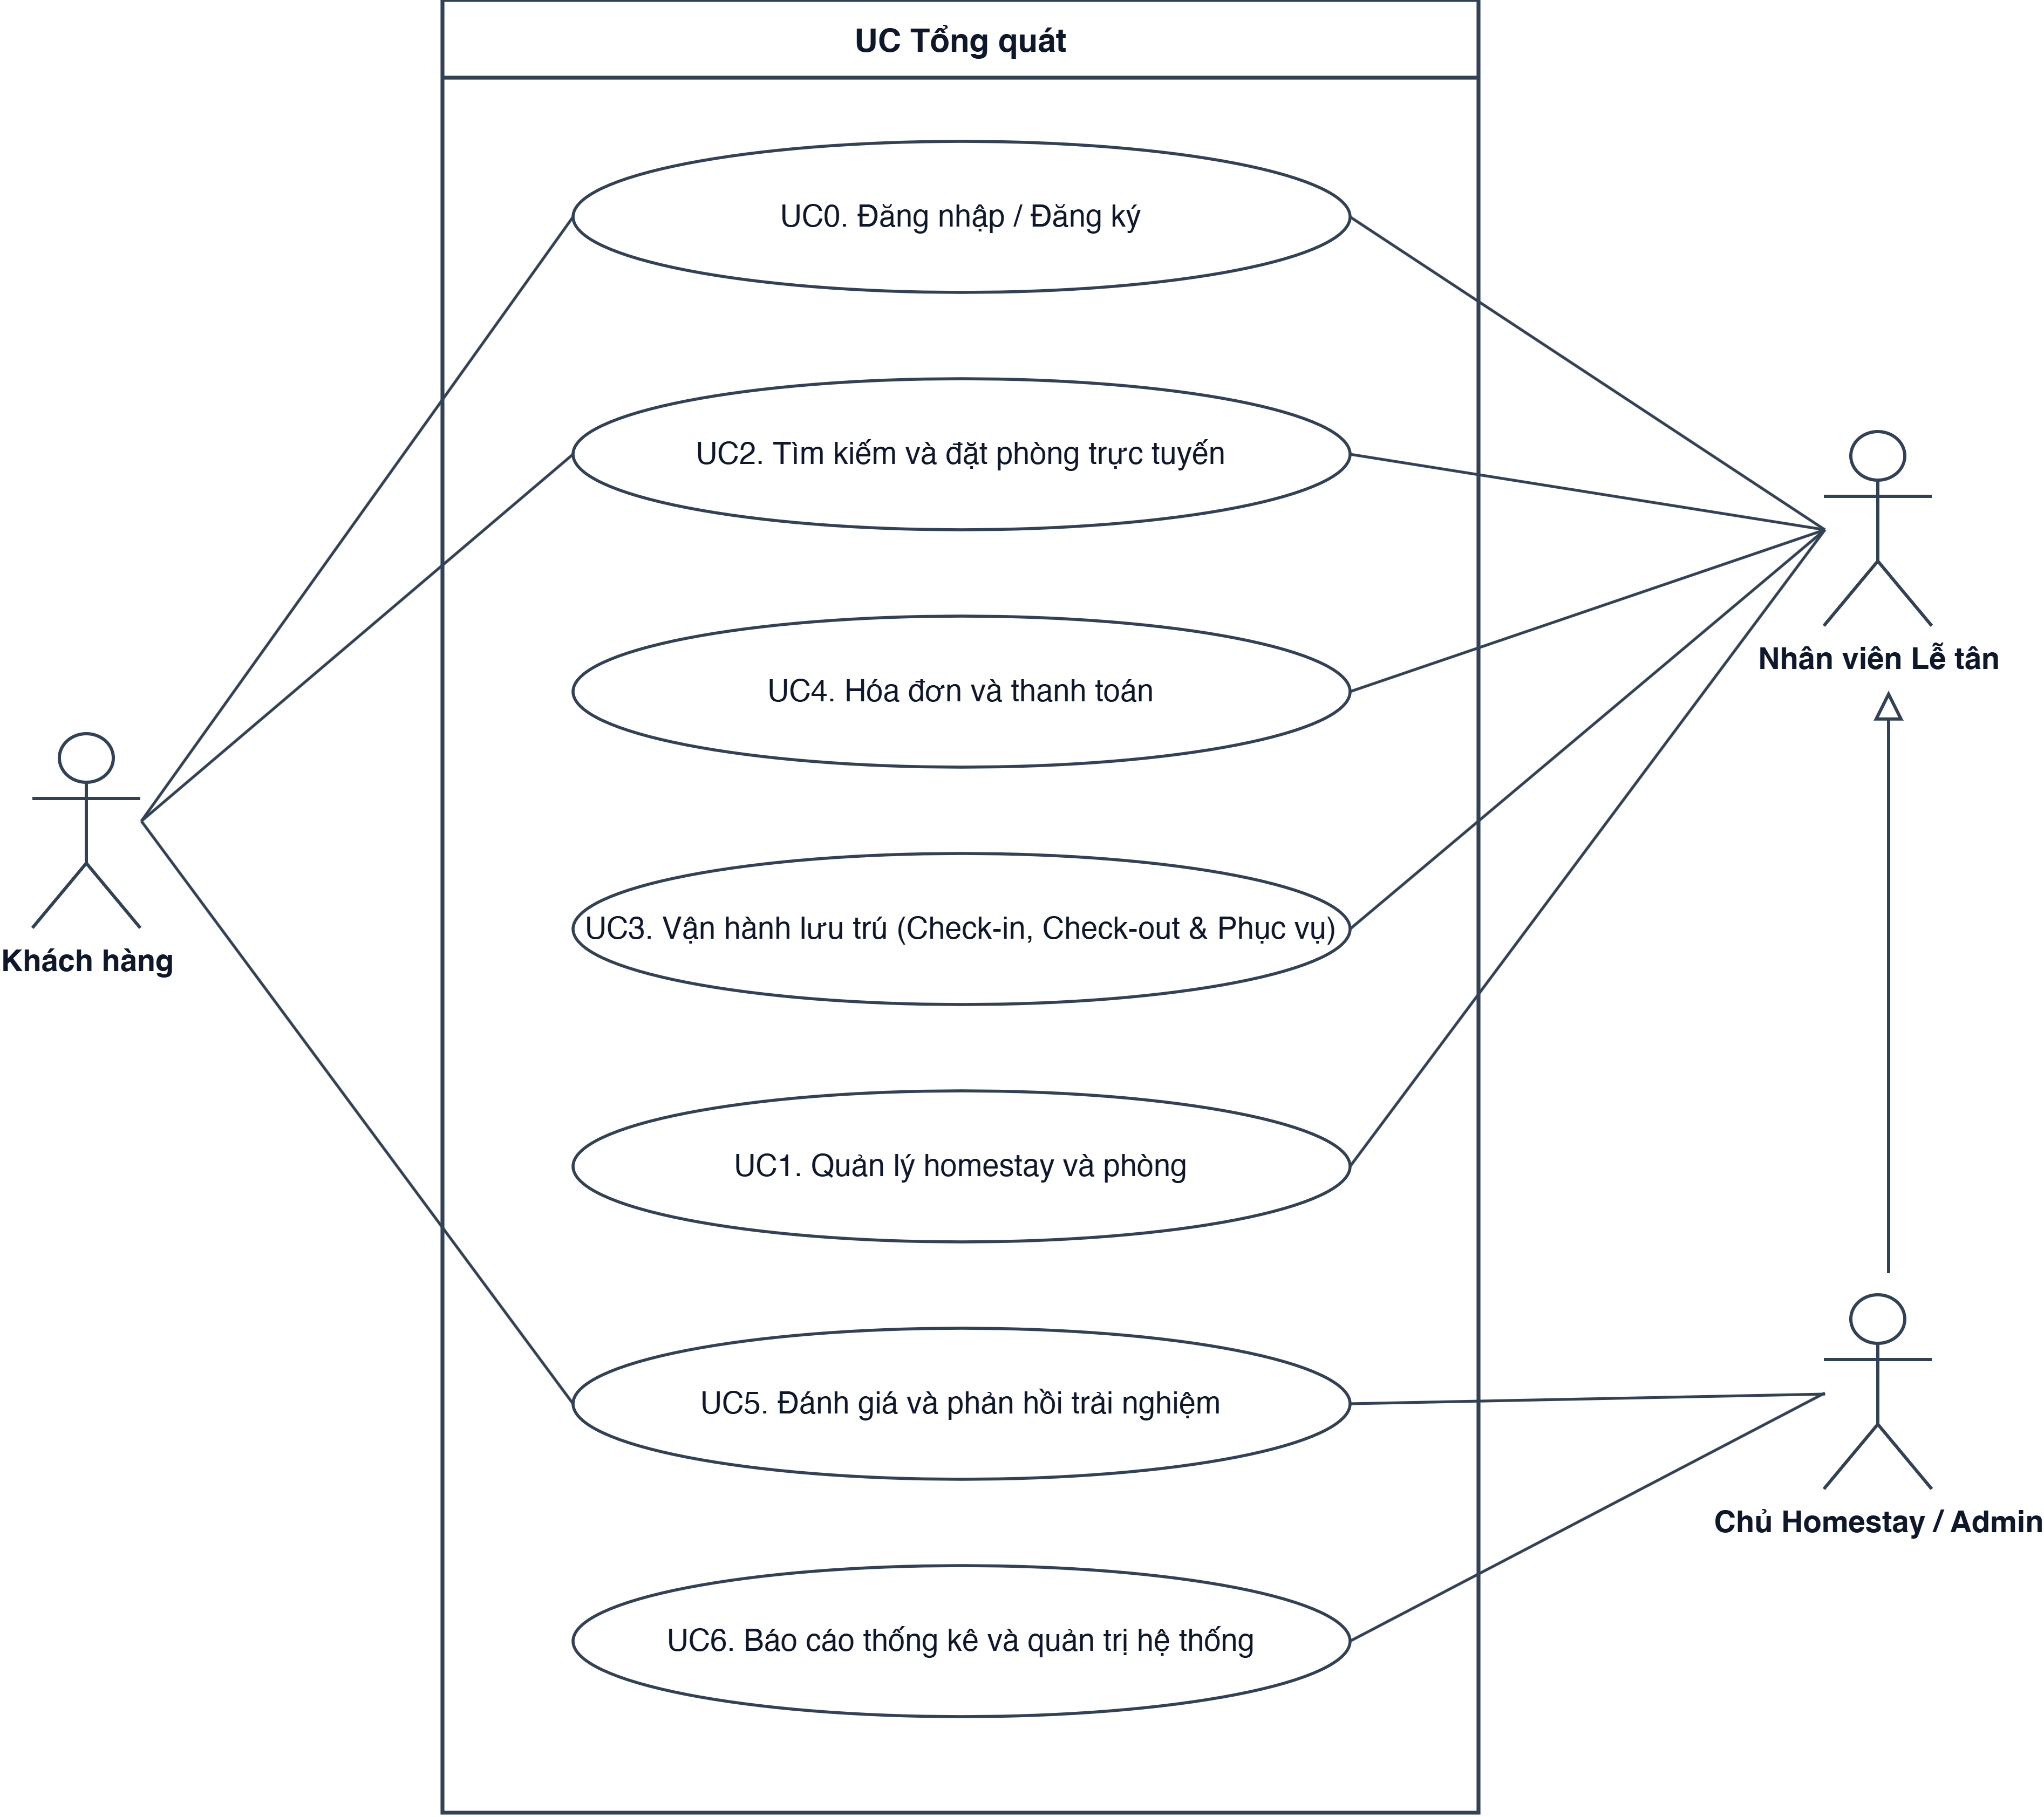 UC Tổng quát
UC0. Đăng nhập / Đăng ký
UC2. Tìm kiếm và đặt phòng trực tuyến
Nhân viên Lễ tân
UC4. Hóa đơn và thanh toán
UC3. Vận hành lưu trú (Check-in, Check-out & Phục vụ)
Khách hàng
UC1. Quản lý homestay và phòng
UC5. Đánh giá và phản hồi trải nghiệm
Chủ Homestay / Admin
UC6. Báo cáo thống kê và quản trị hệ thống